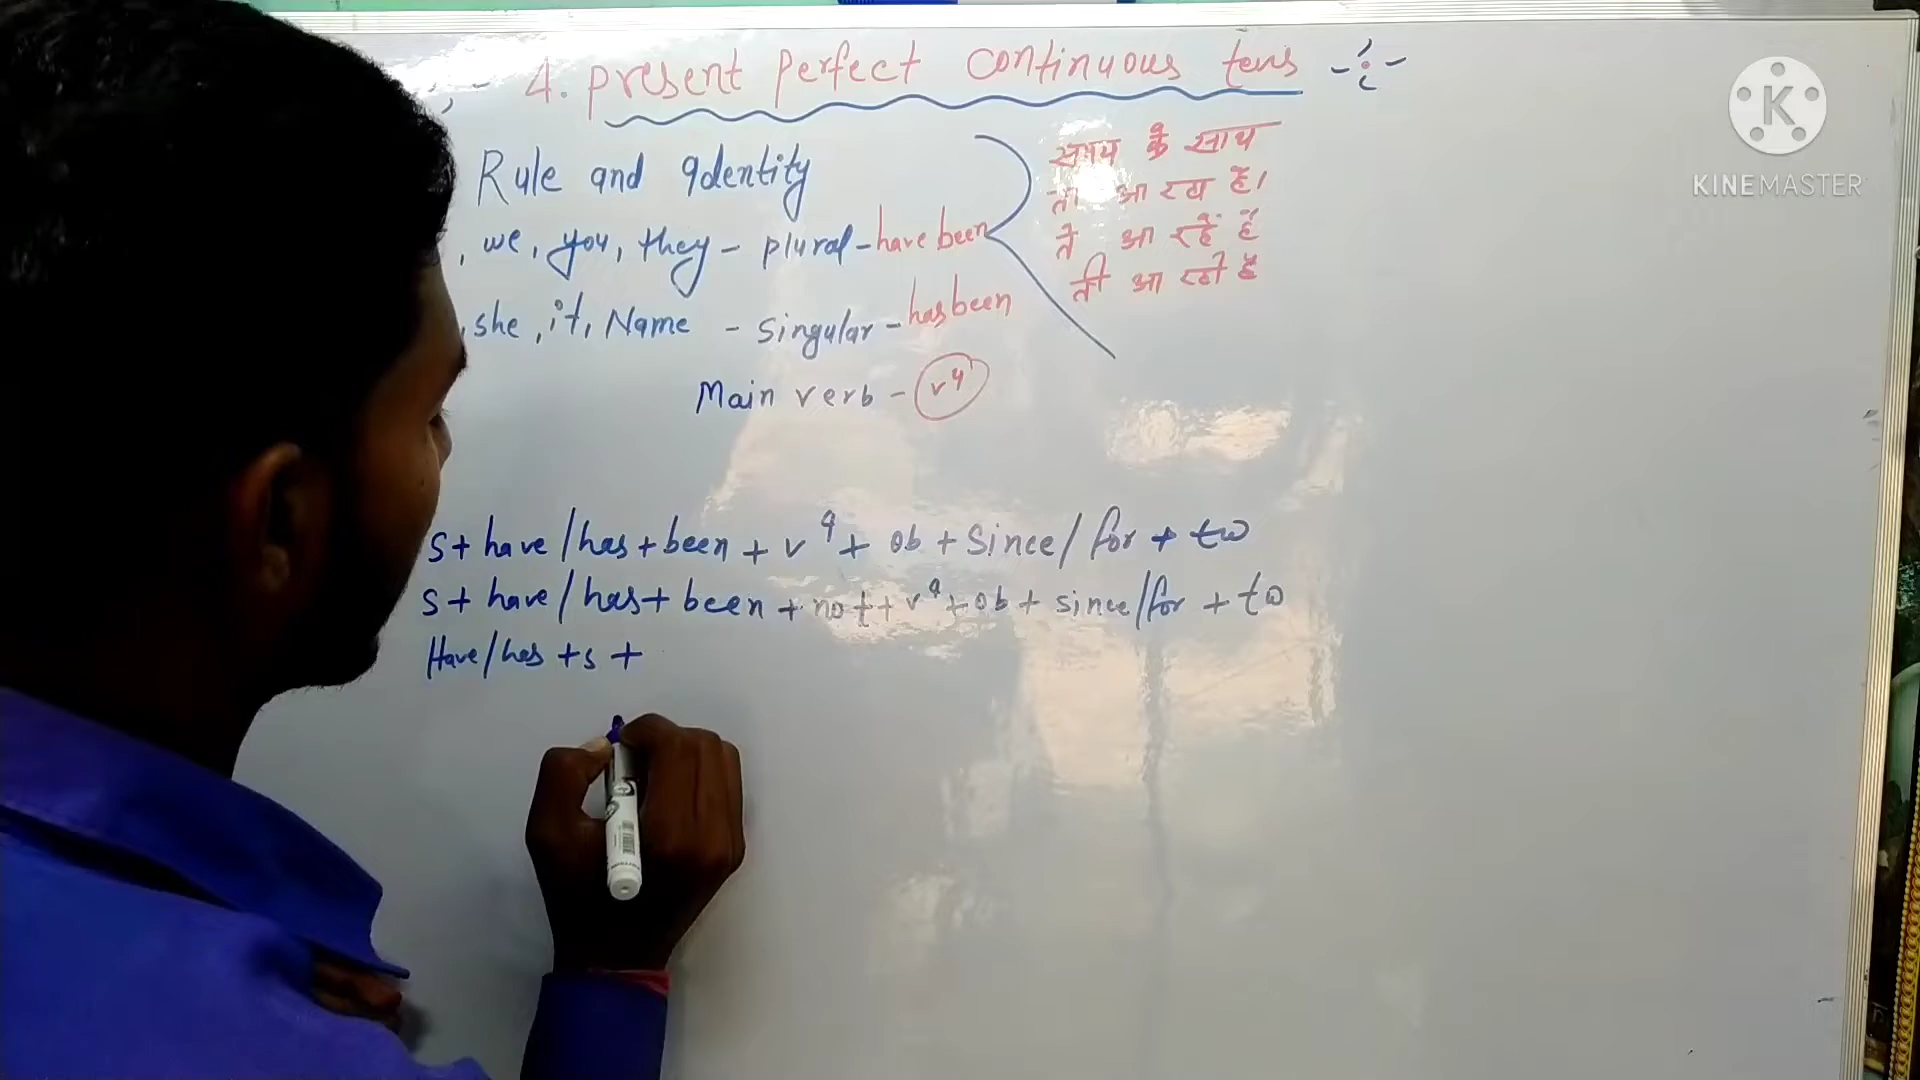 4. present perfect continuous tens
Rule and Identity
, we, you, they - plural - have been
, she, it, Name - singular - has been
Main verb - v4
समय के साथ
ता आ रहा है।
ते आ रहे हैं
ती आ रही है
S + have / has + been + v4 + ob + Since / for + tw
S + have / has + been + not + v4 + ob + since / for + tw
Have / has + s +
K
KINEMASTER